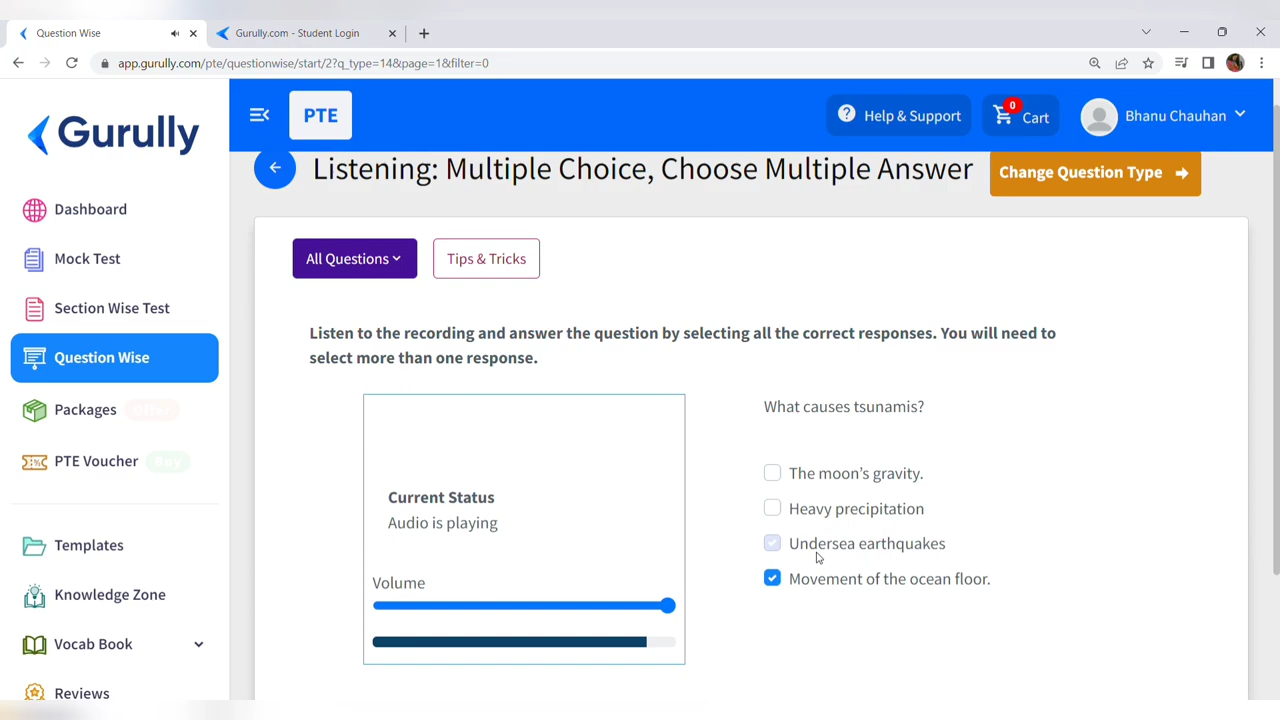 Question Wise
Gurully.com - Student Login
app.gurully.com/pte/questionwise/start/2?q_type=14&page=1&filter=0
Gurully
PTE
Help & Support
0
Cart
Bhanu Chauhan
Listening: Multiple Choice, Choose Multiple Answer
Change Question Type
Dashboard
Mock Test
Section Wise Test
Question Wise
Packages
Offer
PTE Voucher
Buy
Templates
Knowledge Zone
Vocab Book
Reviews
All Questions
Tips & Tricks
Listen to the recording and answer the question by selecting all the correct responses. You will need to
select more than one response.
Current Status
Audio is playing
Volume
What causes tsunamis?
The moon’s gravity.
Heavy precipitation
Undersea earthquakes
Movement of the ocean floor.